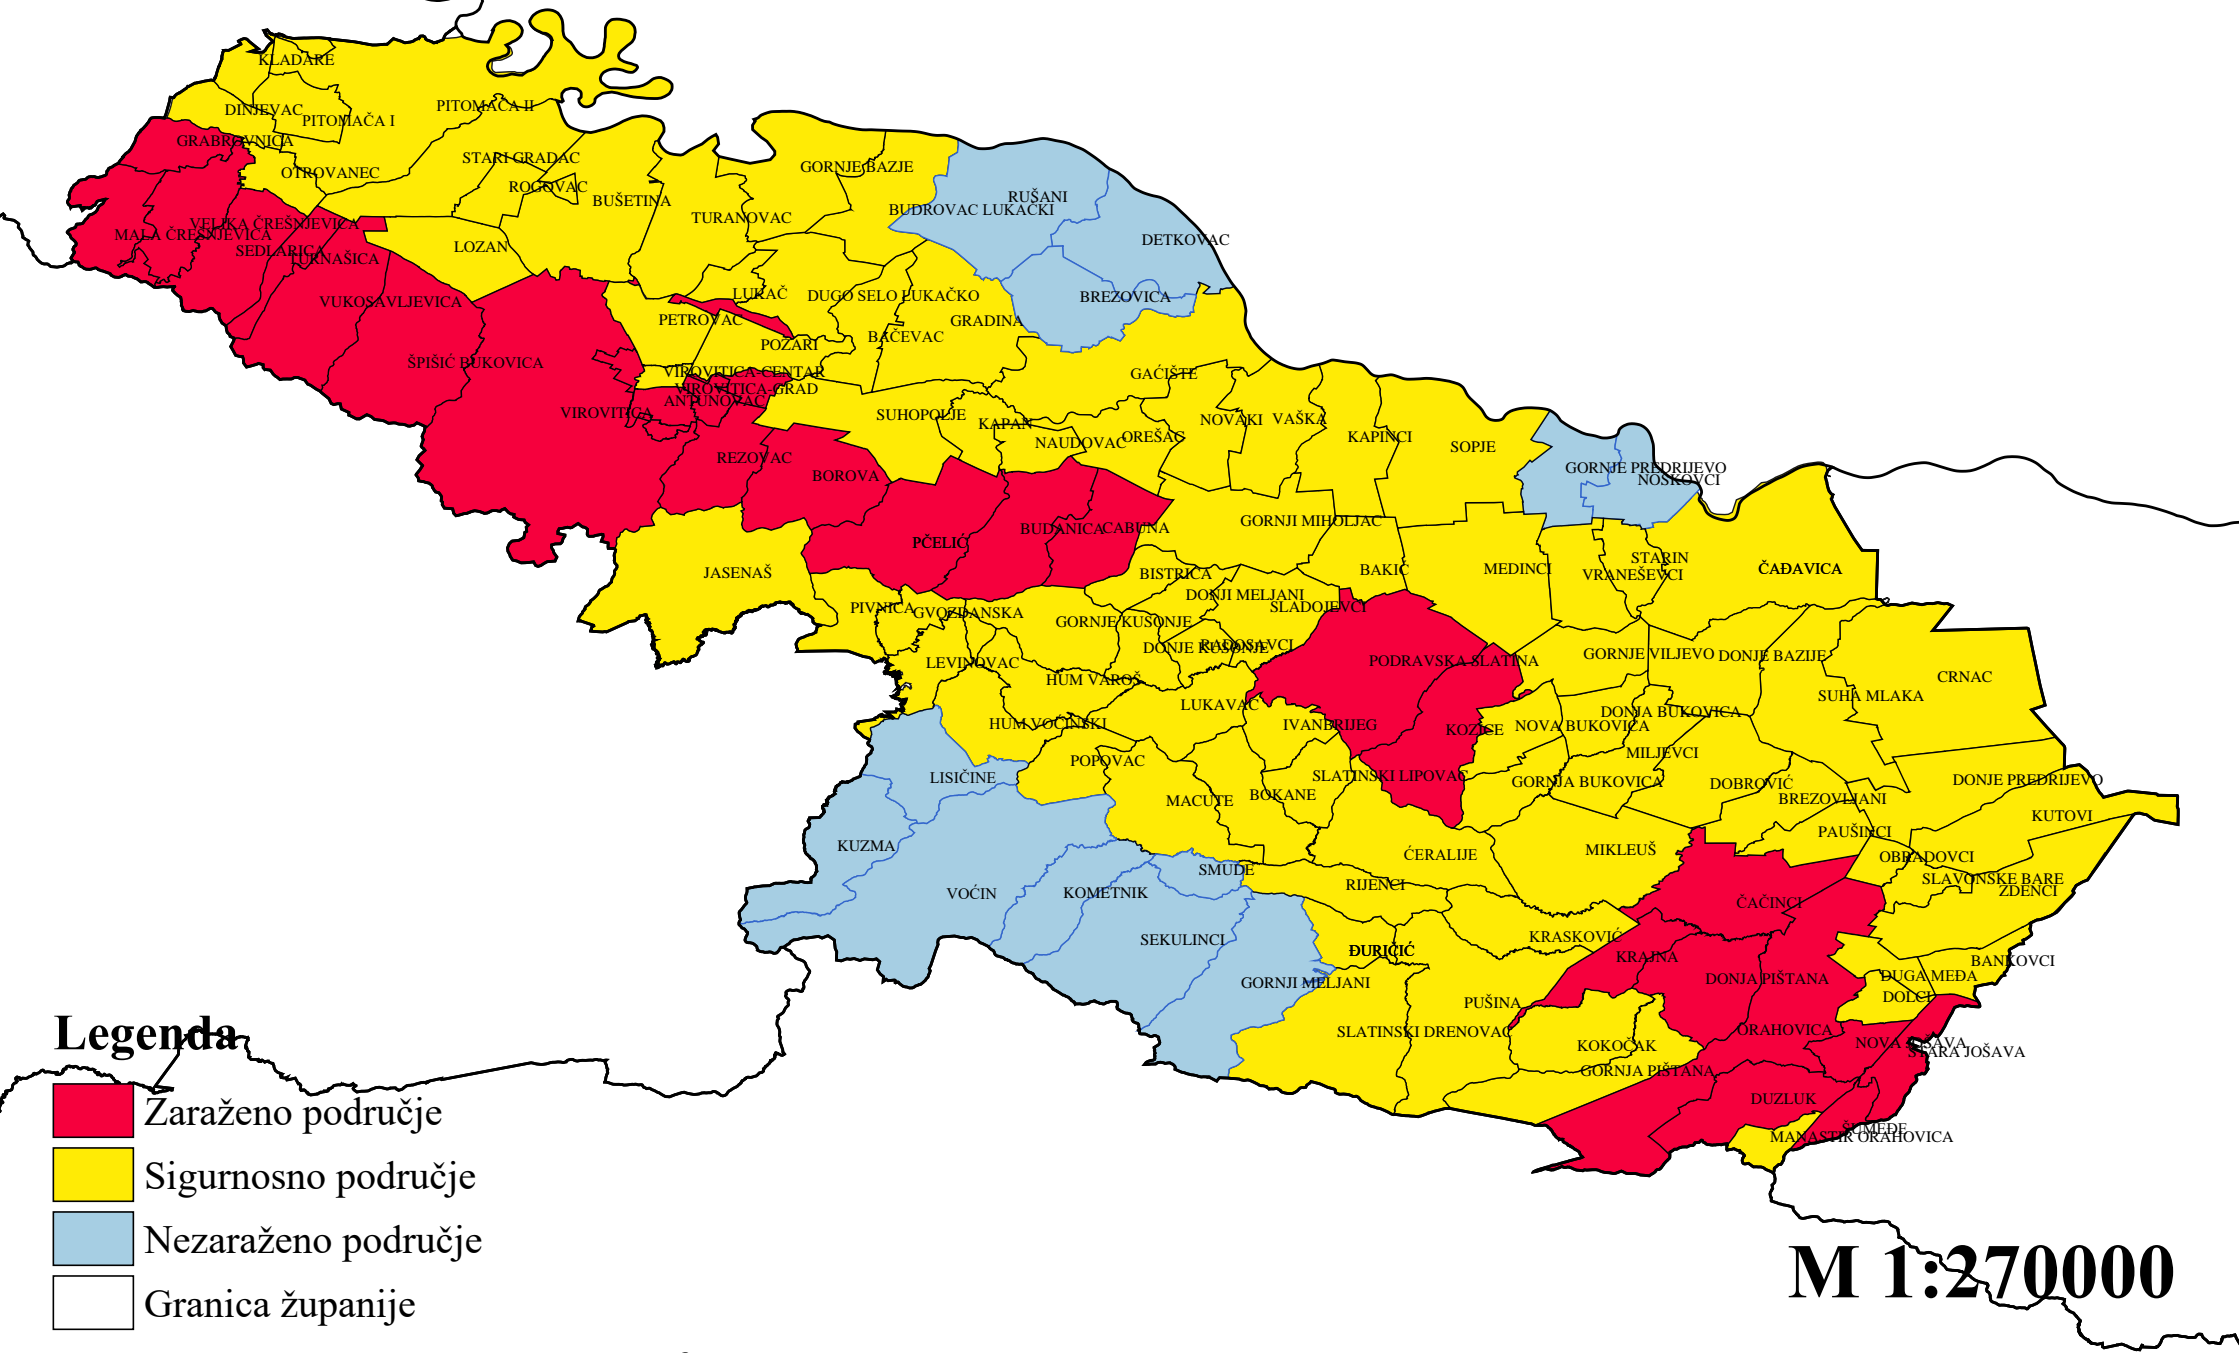 KLADARE
DINJEVAC
PITOMAČA I
PITOMAČA II
GRABROVNICA
OTROVANEC
STARI GRADAC
ROGOVAC
BUŠETINA
TURANOVAC
GORNJE BAZJE
BUDROVAC LUKAČKI
RUŠANI
DETKOVAC
MALA ČREŠNJEVICA
VELIKA ČREŠNJEVICA
SEDLARICA
TURNAŠICA
LOZAN
VUKOSAVLJEVICA
LUKAČ
DUGO SELO LUKAČKO
BREZOVICA
PETROVAC
GRADINA
BAČEVAC
POŽARI
ŠPIŠIĆ BUKOVICA
VIROVITICA-CENTAR
VIROVITICA-GRAD
ANTUNOVAC
VIROVITICA
GAĆIŠTE
SUHOPOLJE
KAPAN
NAUDOVAC
OREŠAC
NOVAKI
VAŠKA
KAPINCI
SOPJE
REZOVAC
BOROVA
GORNJE PREDRIJEVO
NOSKOVCI
PČELIĆ
BUDANICA
CABUNA
GORNJI MIHOLJAC
JASENAŠ
BISTRICA
BAKIĆ
MEDINCI
STARIN
VRANEŠEVCI
ČAĐAVICA
PIVNICA
GVOZDANSKA
GORNJE KUSONJE
DONJI MELJANI
SLADOJEVCI
DONJE KUSONJE
RADOSAVCI
LEVINOVAC
HUM VAROŠ
PODRAVSKA SLATINA
GORNJE VILJEVO
DONJE BAZIJE
CRNAC
SUHA MLAKA
HUM VOĆINSKI
LUKAVAC
IVANBRIJEG
KOZICE
NOVA BUKOVICA
DONJA BUKOVICA
MILJEVCI
LISIČINE
POPOVAC
SLATINSKI LIPOVAC
GORNJA BUKOVICA
DOBROVIĆ
DONJE PREDRIJEVO
MACUTE
BOKANE
BREZOVLJANI
KUTOVI
KUZMA
PAUŠINCI
ĆERALIJE
MIKLEUŠ
OBRADOVCI
SMUDE
RIJENCI
SLAVONSKE BARE
ZDENCI
VOĆIN
KOMETNIK
ČAČINCI
SEKULINCI
ĐURIČIĆ
KRASKOVIĆ
KRAJNA
BANKOVCI
GORNJI MELJANI
DONJA PIŠTANA
DUGA MEĐA
DOLCI
PUŠINA
SLATINSKI DRENOVAC
ORAHOVICA
KOKOČAK
NOVA JOŠAVA
STARA JOŠAVA
GORNJA PIŠTANA
DUZLUK
ŠUMEĐE
MANASTIR ORAHOVICA
Legenda
Zaraženo područje
Sigurnosno područje
Nezaraženo područje
Granica županije
M 1:270000